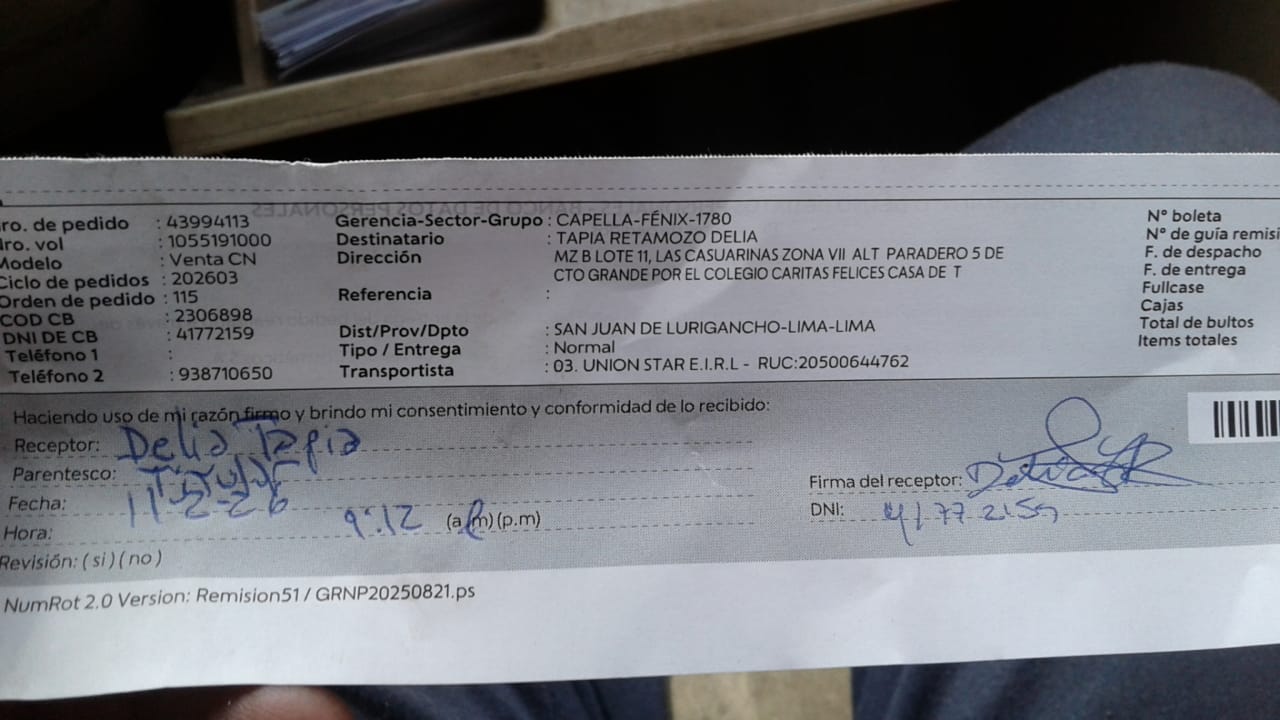 ro. de pedido : 43994113
Nro. vol : 1055191000
Modelo : Venta CN
Ciclo de pedidos : 202603
Orden de pedido : 115
COD CB : 2306898
DNI DE CB : 41772159
Teléfono 1 :
Teléfono 2 : 938710650
Gerencia-Sector-Grupo : CAPELLA-FÉNIX-1780
Destinatario : TAPIA RETAMOZO DELIA
Dirección MZ B LOTE 11, LAS CASUARINAS ZONA VII ALT PARADERO 5 DE
CTO GRANDE POR EL COLEGIO CARITAS FELICES CASA DE T
Referencia :
Dist/Prov/Dpto : SAN JUAN DE LURIGANCHO-LIMA-LIMA
Tipo / Entrega : Normal
Transportista : 03. UNION STAR E.I.R.L - RUC:20500644762
N° boleta
N° de guía remisi
F. de despacho
F. de entrega
Fullcase
Cajas
Total de bultos
Items totales
Haciendo uso de mi razón firmo y brindo mi consentimiento y conformidad de lo recibido:
Receptor: Delia Tapia
Parentesco:
Fecha: 11-2-26
Hora: 9:12 (a.m)(p.m)
Revisión: (si)(no)
Firma del receptor:
DNI: 41772159
NumRot 2.0 Version: Remision51 / GRNP20250821.ps